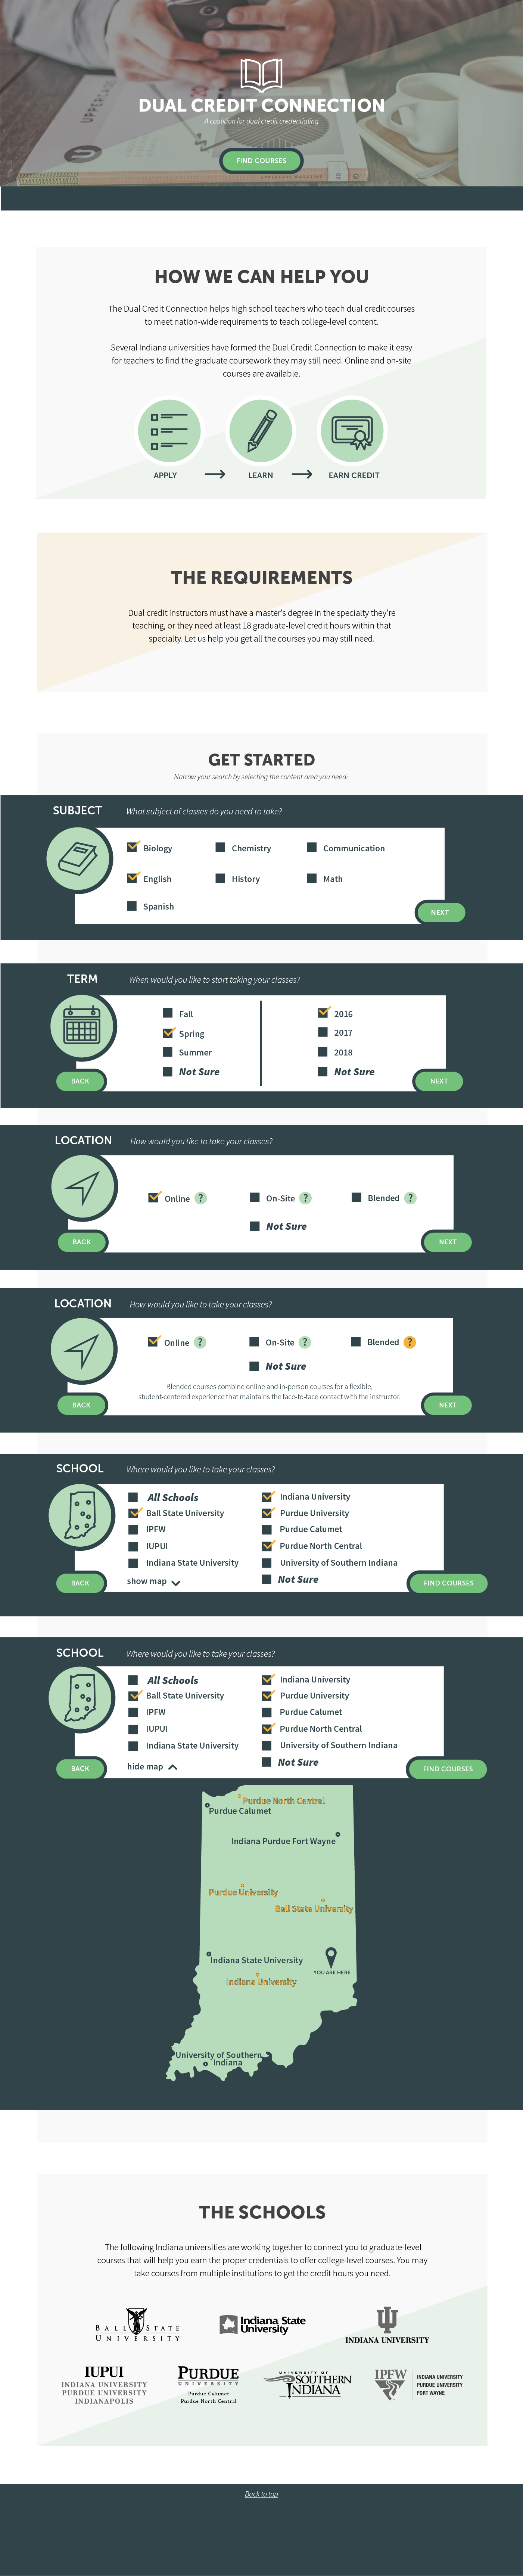 DUAL CREDIT CONNECTION
A coalition for dual credit credentialing
FIND COURSES
HOW WE CAN HELP YOU
The Dual Credit Connection helps high school teachers who teach dual credit courses
to meet nation-wide requirements to teach college-level content.
Several Indiana universities have formed the Dual Credit Connection to make it easy
for teachers to find the graduate coursework they may still need. Online and on-site
courses are available.
APPLY
LEARN
EARN CREDIT
THE REQUIREMENTS
Dual credit instructors must have a master's degree in the specialty they're
teaching, or they need at least 18 graduate-level credit hours within that
specialty. Let us help you get all the courses you may still need.
GET STARTED
Narrow your search by selecting the content area you need:
SUBJECT
What subject of classes do you need to take?
Biology
Chemistry
Communication
English
History
Math
Spanish
NEXT
TERM
When would you like to start taking your classes?
Fall
2016
Spring
2017
Summer
2018
Not Sure
Not Sure
BACK
NEXT
LOCATION
How would you like to take your classes?
Online ?
On-Site ?
Blended ?
Not Sure
BACK
NEXT
LOCATION
How would you like to take your classes?
Online ?
On-Site ?
Blended ?
Not Sure
Blended courses combine online and in-person courses for a flexible,
student-centered experience that maintains the face-to-face contact with the instructor.
BACK
NEXT
SCHOOL
Where would you like to take your classes?
All Schools
Indiana University
Ball State University
Purdue University
IPFW
Purdue Calumet
IUPUI
Purdue North Central
Indiana State University
University of Southern Indiana
show map
Not Sure
BACK
FIND COURSES
SCHOOL
Where would you like to take your classes?
All Schools
Indiana University
Ball State University
Purdue University
IPFW
Purdue Calumet
IUPUI
Purdue North Central
Indiana State University
University of Southern Indiana
hide map
Not Sure
BACK
FIND COURSES
Purdue North Central
Purdue Calumet
Indiana Purdue Fort Wayne
Purdue University
Ball State University
Indiana State University
YOU ARE HERE
Indiana University
University of Southern
Indiana
THE SCHOOLS
The following Indiana universities are working together to connect you to graduate-level
courses that will help you earn the proper credentials to offer college-level courses. You may
take courses from multiple institutions to get the credit hours you need.
BALL STATE
UNIVERSITY
Indiana State
University
INDIANA UNIVERSITY
IUPUI
INDIANA UNIVERSITY
PURDUE UNIVERSITY
INDIANAPOLIS
PURDUE
UNIVERSITY
Purdue Calumet
Purdue North Central
UNIVERSITY OF
SOUTHERN
INDIANA
IPFW
INDIANA UNIVERSITY
PURDUE UNIVERSITY
FORT WAYNE
Back to top